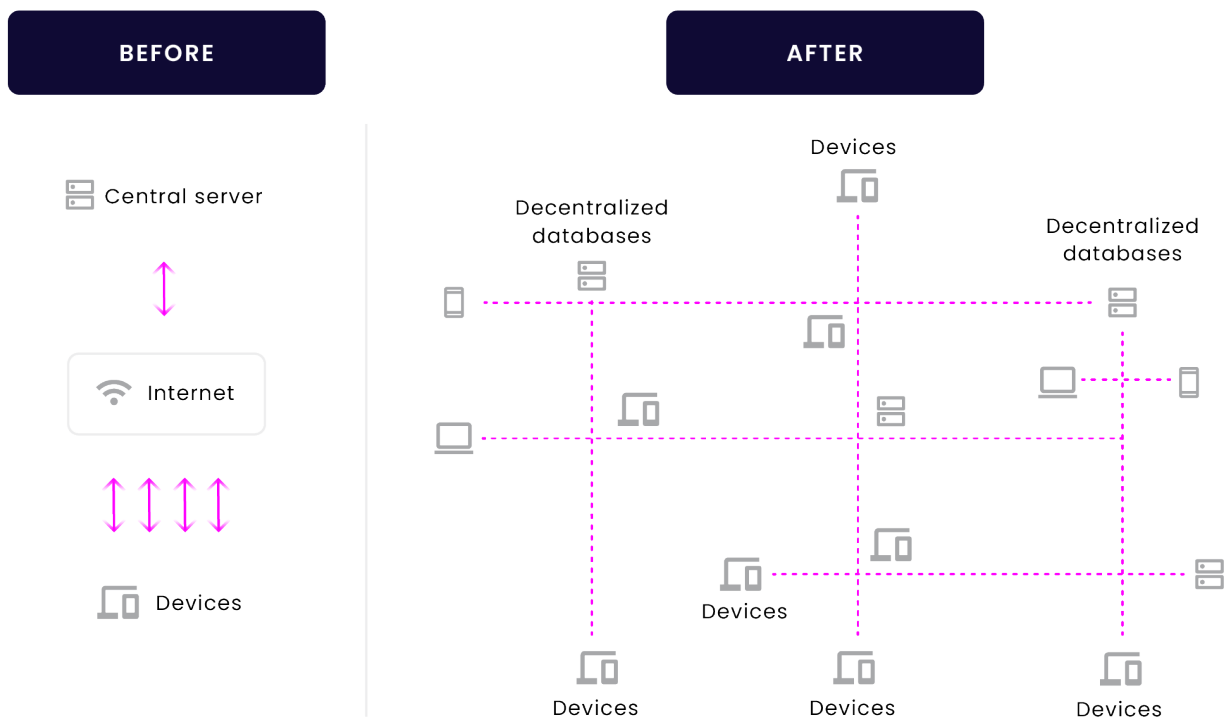 BEFORE
AFTER
Central server
Internet
Devices
Devices
Decentralized
databases
Decentralized
databases
Devices
Devices
Devices
Devices